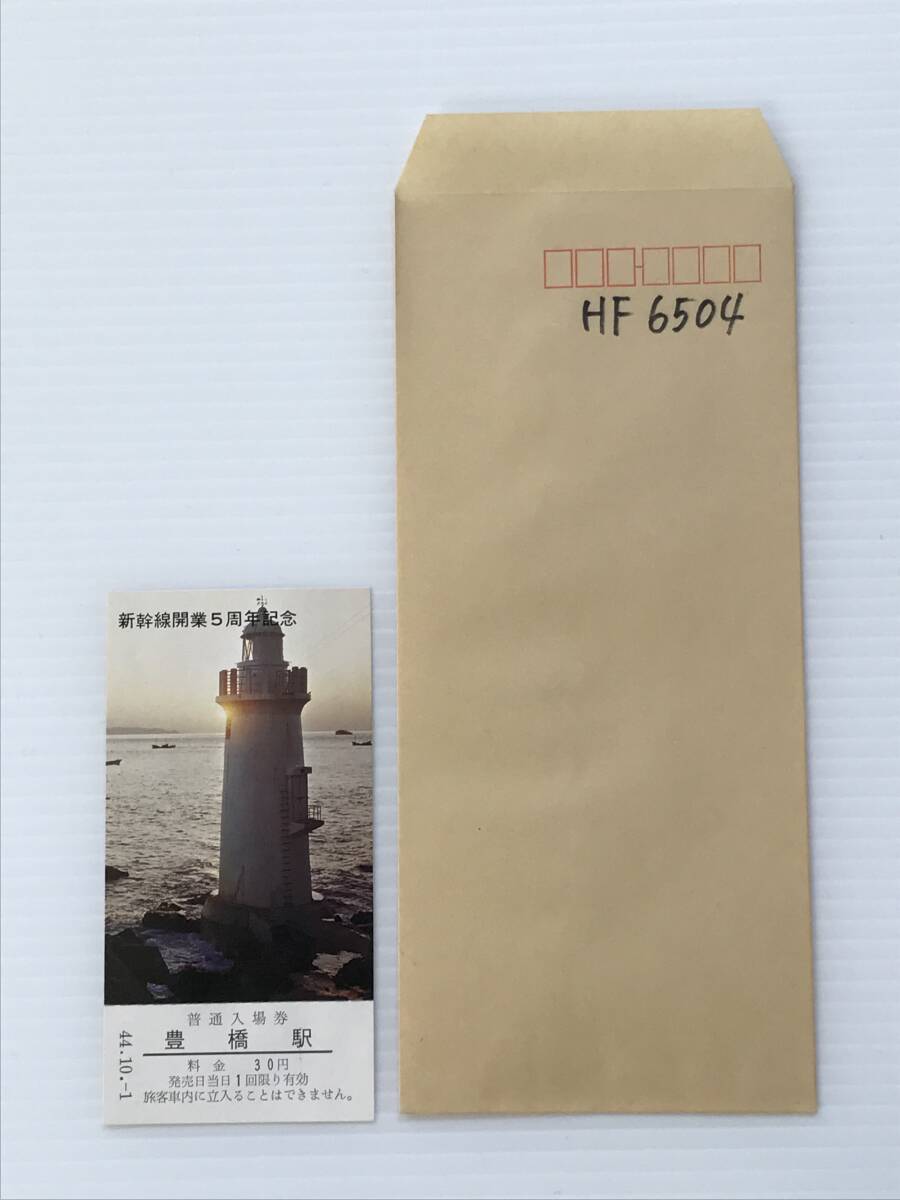 HF 6504
新幹線開業5周年記念
普通入場券
豊橋駅
料金 30円
発売日当日1回限り有効
旅客車内に立入ることはできません。
44.10.-1